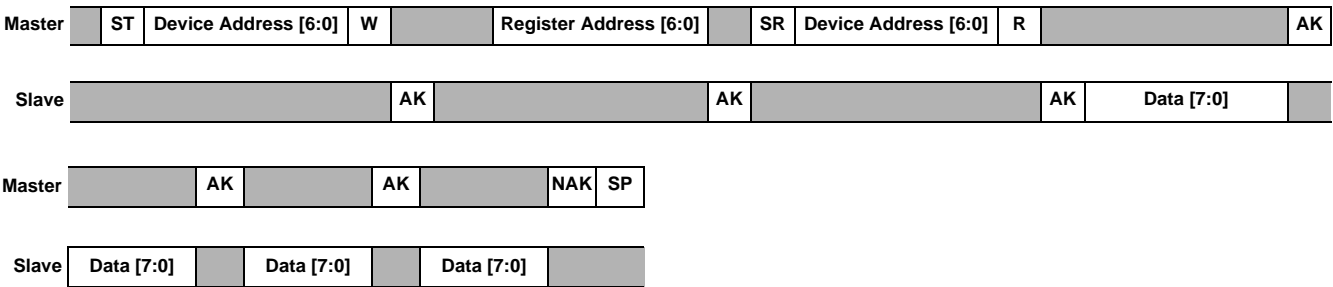 Master ST Device Address [6:0] W Register Address [6:0] SR Device Address [6:0] R AK
Slave AK AK AK Data [7:0]
Master AK AK NAK SP
Slave Data [7:0] Data [7:0] Data [7:0]